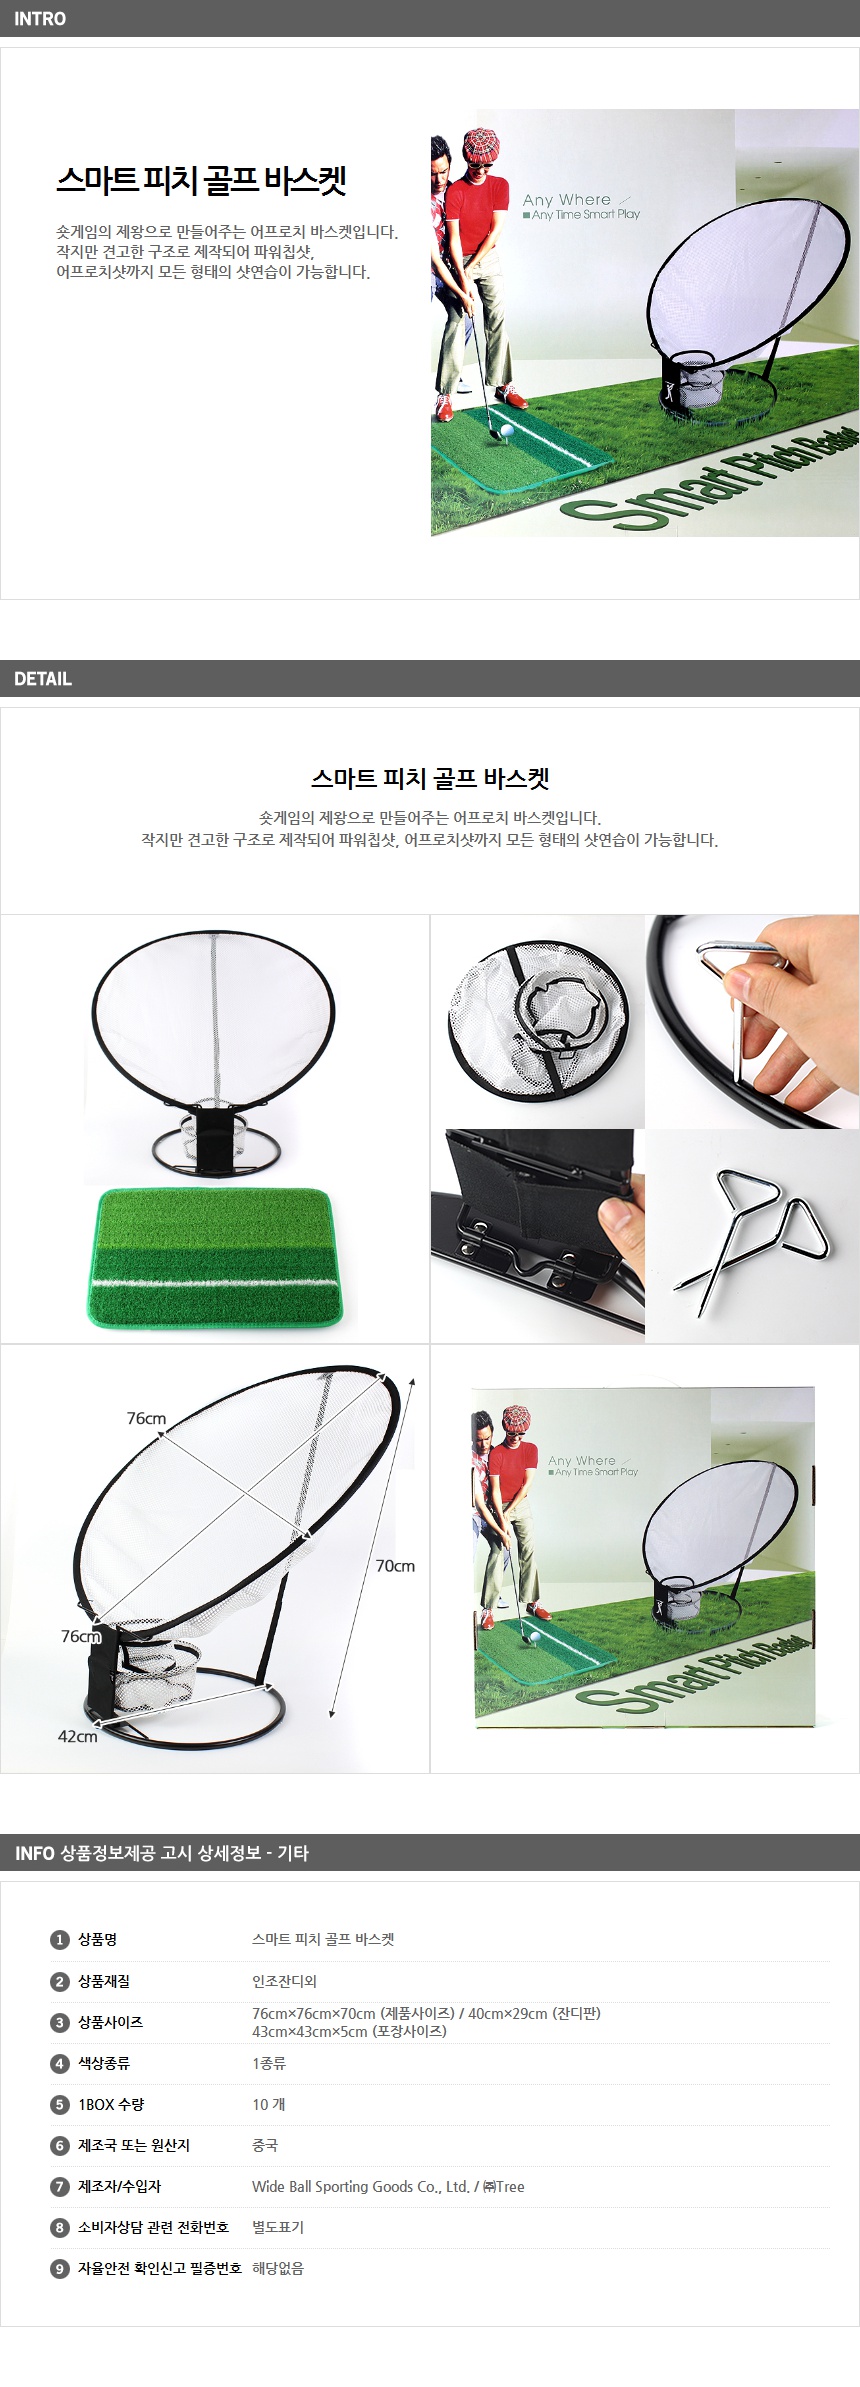 INTRO
스마트 피치 골프 바스켓
숏게임의 제왕으로 만들어주는 어프로치 바스켓입니다.
작지만 견고한 구조로 제작되어 파워칩샷,
어프로치샷까지 모든 형태의 샷연습이 가능합니다.
Any Where
Any Time Smart Play
Smart Pitch Basket
DETAIL
스마트 피치 골프 바스켓
숏게임의 제왕으로 만들어주는 어프로치 바스켓입니다.
작지만 견고한 구조로 제작되어 파워칩샷, 어프로치샷까지 모든 형태의 샷연습이 가능합니다.
76cm
70cm
76cm
42cm
Any Where
Any Time Smart Play
Smart Pitch Basket
INFO 상품정보제공 고시 상세정보 - 기타
1 상품명 스마트 피치 골프 바스켓
2 상품재질 인조잔디외
3 상품사이즈 76cm×76cm×70cm (제품사이즈) / 40cm×29cm (잔디판)
43cm×43cm×5cm (포장사이즈)
4 색상종류 1종류
5 1BOX 수량 10 개
6 제조국 또는 원산지 중국
7 제조자/수입자 Wide Ball Sporting Goods Co., Ltd. / ㈜Tree
8 소비자상담 관련 전화번호 별도표기
9 자율안전 확인신고 필증번호 해당없음